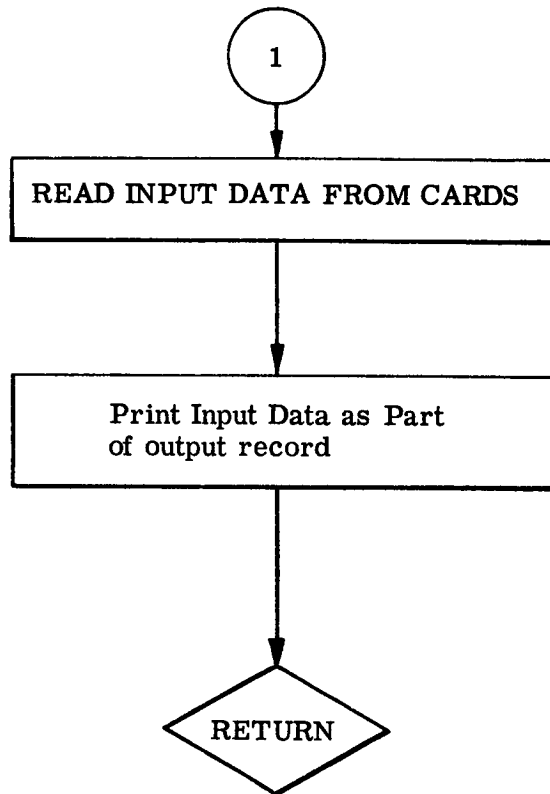 1
READ INPUT DATA FROM CARDS
Print Input Data as Part
of output record
RETURN